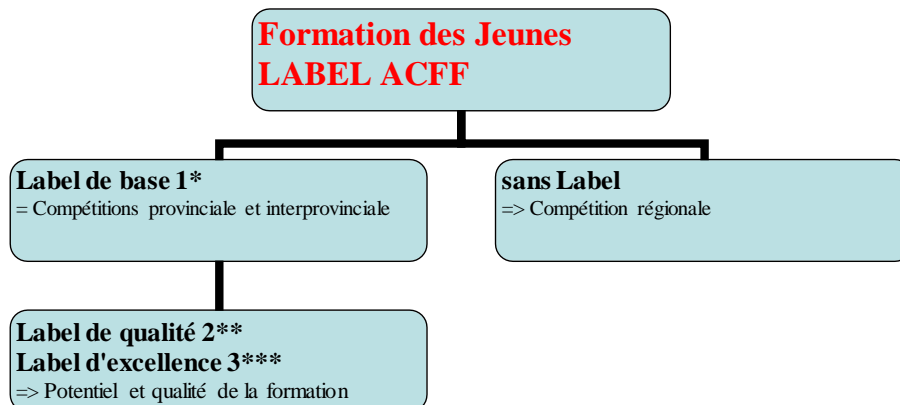 Formation des Jeunes
LABEL ACFF
Label de base 1*
= Compétitions provinciale et interprovinciale
sans Label
=> Compétition régionale
Label de qualité 2**
Label d'excellence 3***
=> Potentiel et qualité de la formation